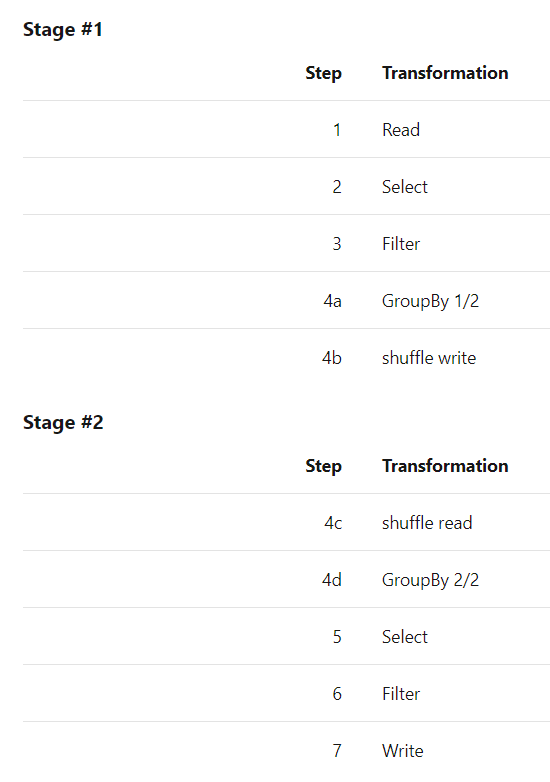 Stage #1
Step Transformation
1 Read
2 Select
3 Filter
4a GroupBy 1/2
4b shuffle write
Stage #2
Step Transformation
4c shuffle read
4d GroupBy 2/2
5 Select
6 Filter
7 Write